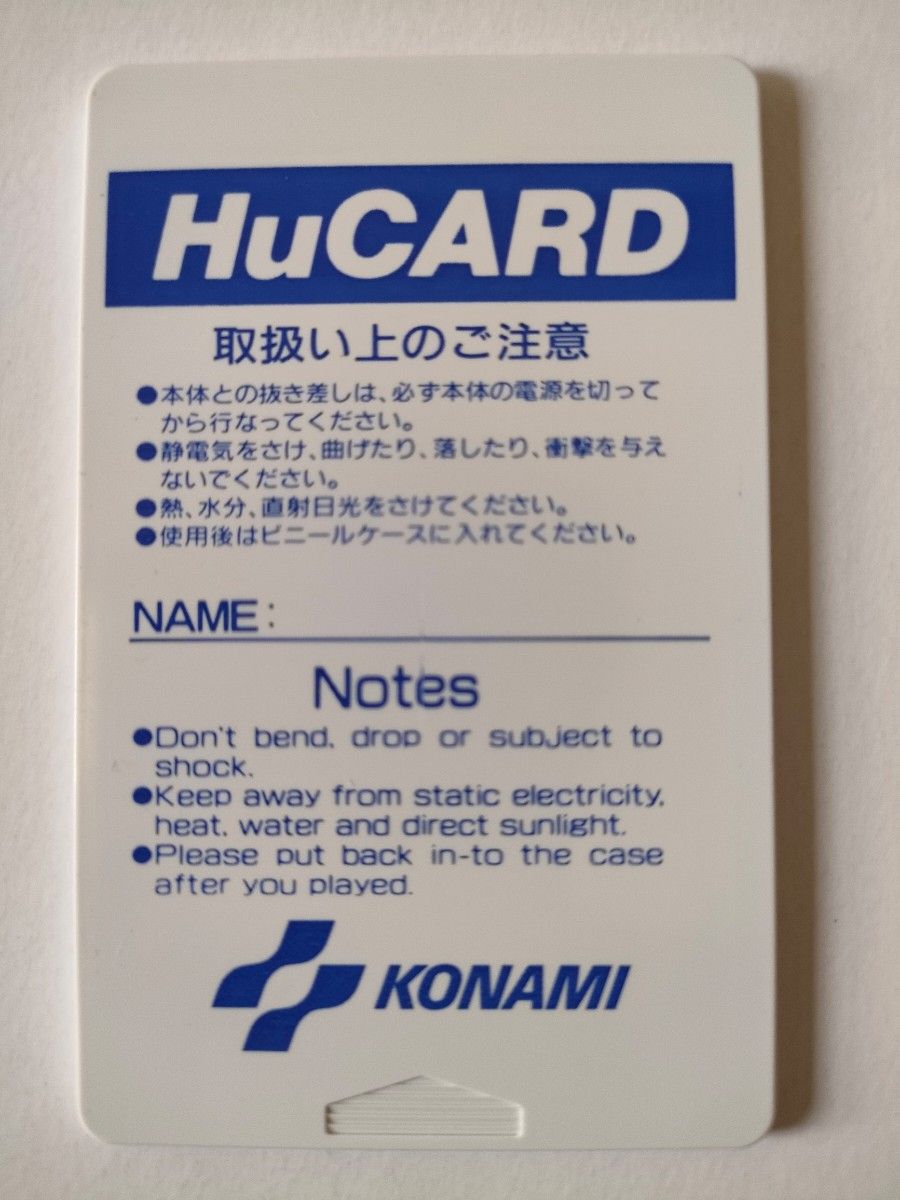 HuCARD
取扱い上のご注意
●本体との抜き差しは、必ず本体の電源を切って
から行なってください。
●静電気をさけ、曲げたり、落したり、衝撃を与え
ないでください。
●熱、水分、直射日光をさけてください。
●使用後はビニールケースに入れてください。
NAME:
Notes
●Don't bend, drop or subject to
shock.
●Keep away from static electricity,
heat, water and direct sunlight.
●Please put back in-to the case
after you played.
KONAMI